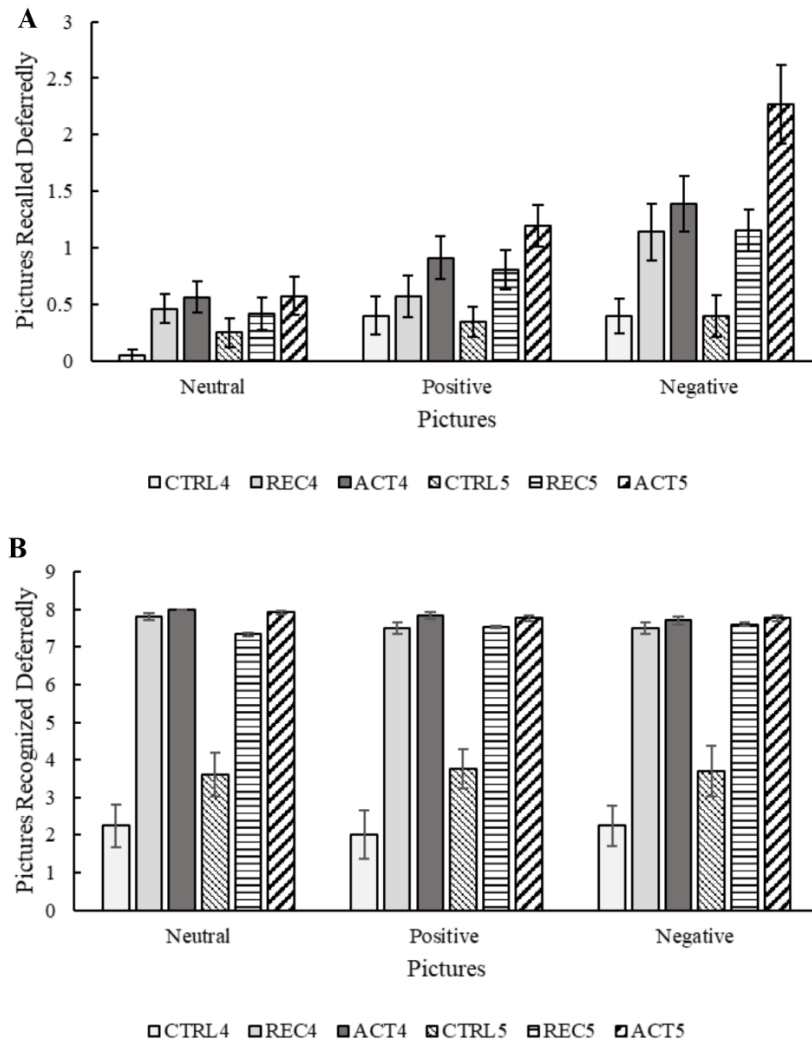 A
Pictures Recalled Deferredly
3
2.5
2
1.5
1
0.5
0
Neutral Positive Negative
Pictures
CTRL4 REC4 ACT4 CTRL5 REC5 ACT5
B
Pictures Recognized Deferredly
9
8
7
6
5
4
3
2
1
0
Neutral Positive Negative
Pictures
CTRL4 REC4 ACT4 CTRL5 REC5 ACT5